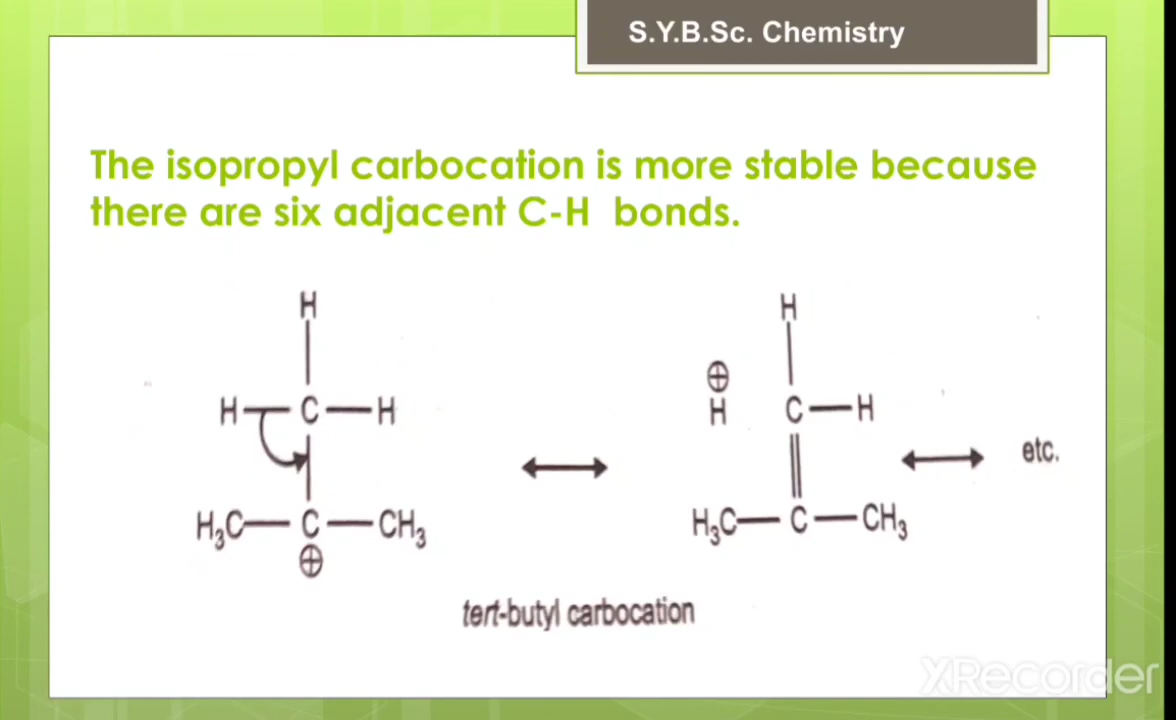 S.Y.B.Sc. Chemistry
The isopropyl carbocation is more stable because
there are six adjacent C-H bonds.
H H
⊕
H C H H C H
etc.
H₃C C CH₃ H₃C C CH₃
⊕
tert-butyl carbocation
XRecorder